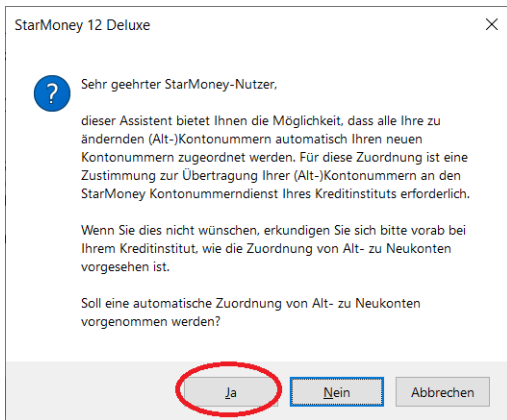 StarMoney 12 Deluxe
Sehr geehrter StarMoney-Nutzer,
dieser Assistent bietet Ihnen die Möglichkeit, dass alle Ihre zu
ändernden (Alt-)Kontonummern automatisch Ihren neuen
Kontonummern zugeordnet werden. Für diese Zuordnung ist eine
Zustimmung zur Übertragung Ihrer (Alt-)Kontonummern an den
StarMoney Kontonummerndienst Ihres Kreditinstituts erforderlich.
Wenn Sie dies nicht wünschen, erkundigen Sie sich bitte vorab bei
Ihrem Kreditinstitut, wie die Zuordnung von Alt- zu Neukonten
vorgesehen ist.
Soll eine automatische Zuordnung von Alt- zu Neukonten
vorgenommen werden?
Ja Nein Abbrechen